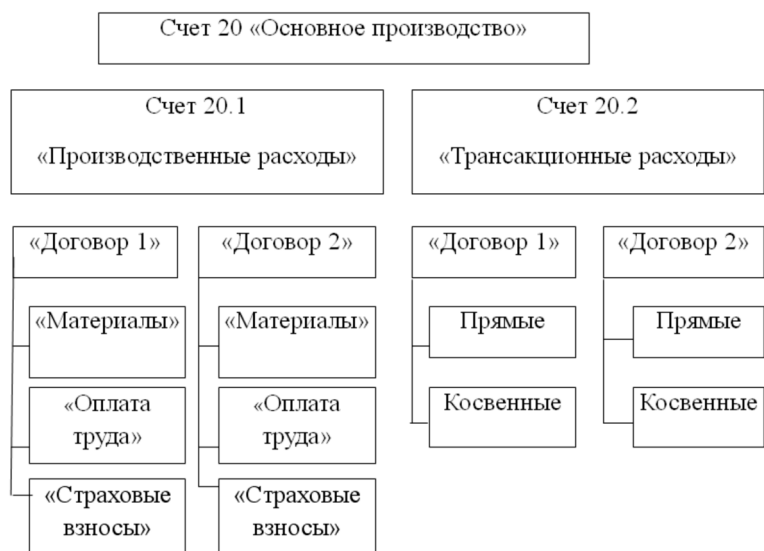 Счет 20 «Основное производство»
Счет 20.1
«Производственные расходы»
Счет 20.2
«Трансакционные расходы»
«Договор 1»
«Договор 2»
«Договор 1»
«Договор 2»
«Материалы»
«Материалы»
Прямые
Прямые
«Оплата
труда»
«Оплата
труда»
Косвенные
Косвенные
«Страховые
взносы»
«Страховые
взносы»